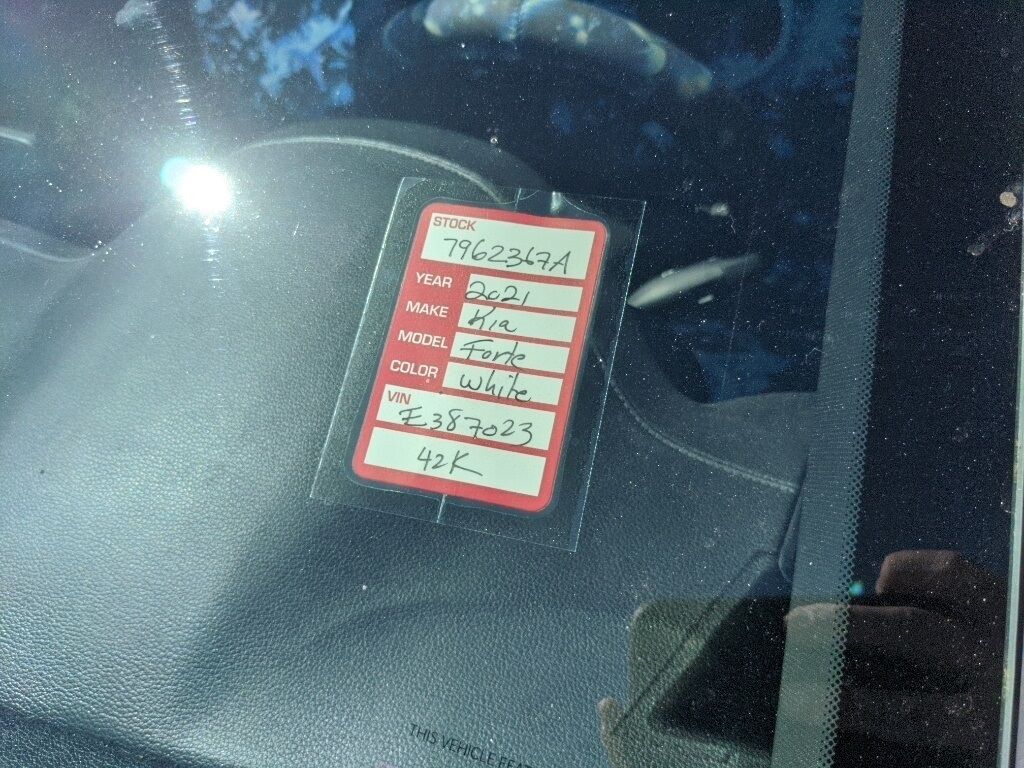 STOCK
7962367A
YEAR 2021
MAKE Kia
MODEL Forte
COLOR white
VIN
E387023
42K
THIS VEHICLE